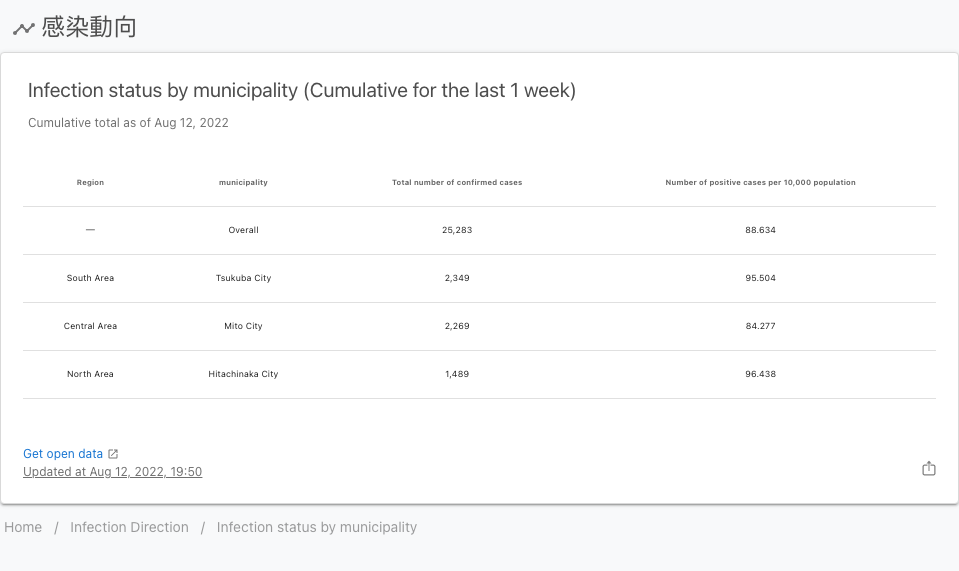 感染動向
Infection status by municipality (Cumulative for the last 1 week)
Cumulative total as of Aug 12, 2022
Region municipality Total number of confirmed cases Number of positive cases per 10,000 population
— Overall 25,283 88.634
South Area Tsukuba City 2,349 95.504
Central Area Mito City 2,269 84.277
North Area Hitachinaka City 1,489 96.438
Get open data
Updated at Aug 12, 2022, 19:50
Home / Infection Direction / Infection status by municipality